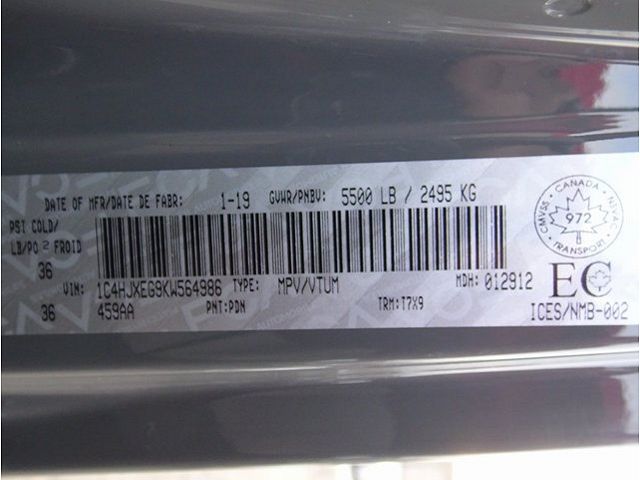 DATE OF MFR/DATE DE FABR: 1-19 GVWR/PNBV: 5500 LB / 2495 KG
PSI COLD/
LB/PO 2 FROID
36
VIN: 1C4HJXEG9KW564986 TYPE: MPV/VTUM MDH: 012912
36 459AA PNT:PDN TRM:T7X9
CANADA
CMVSS NSVAC
972
TRANSPORT
EC
ICES/NMB-002